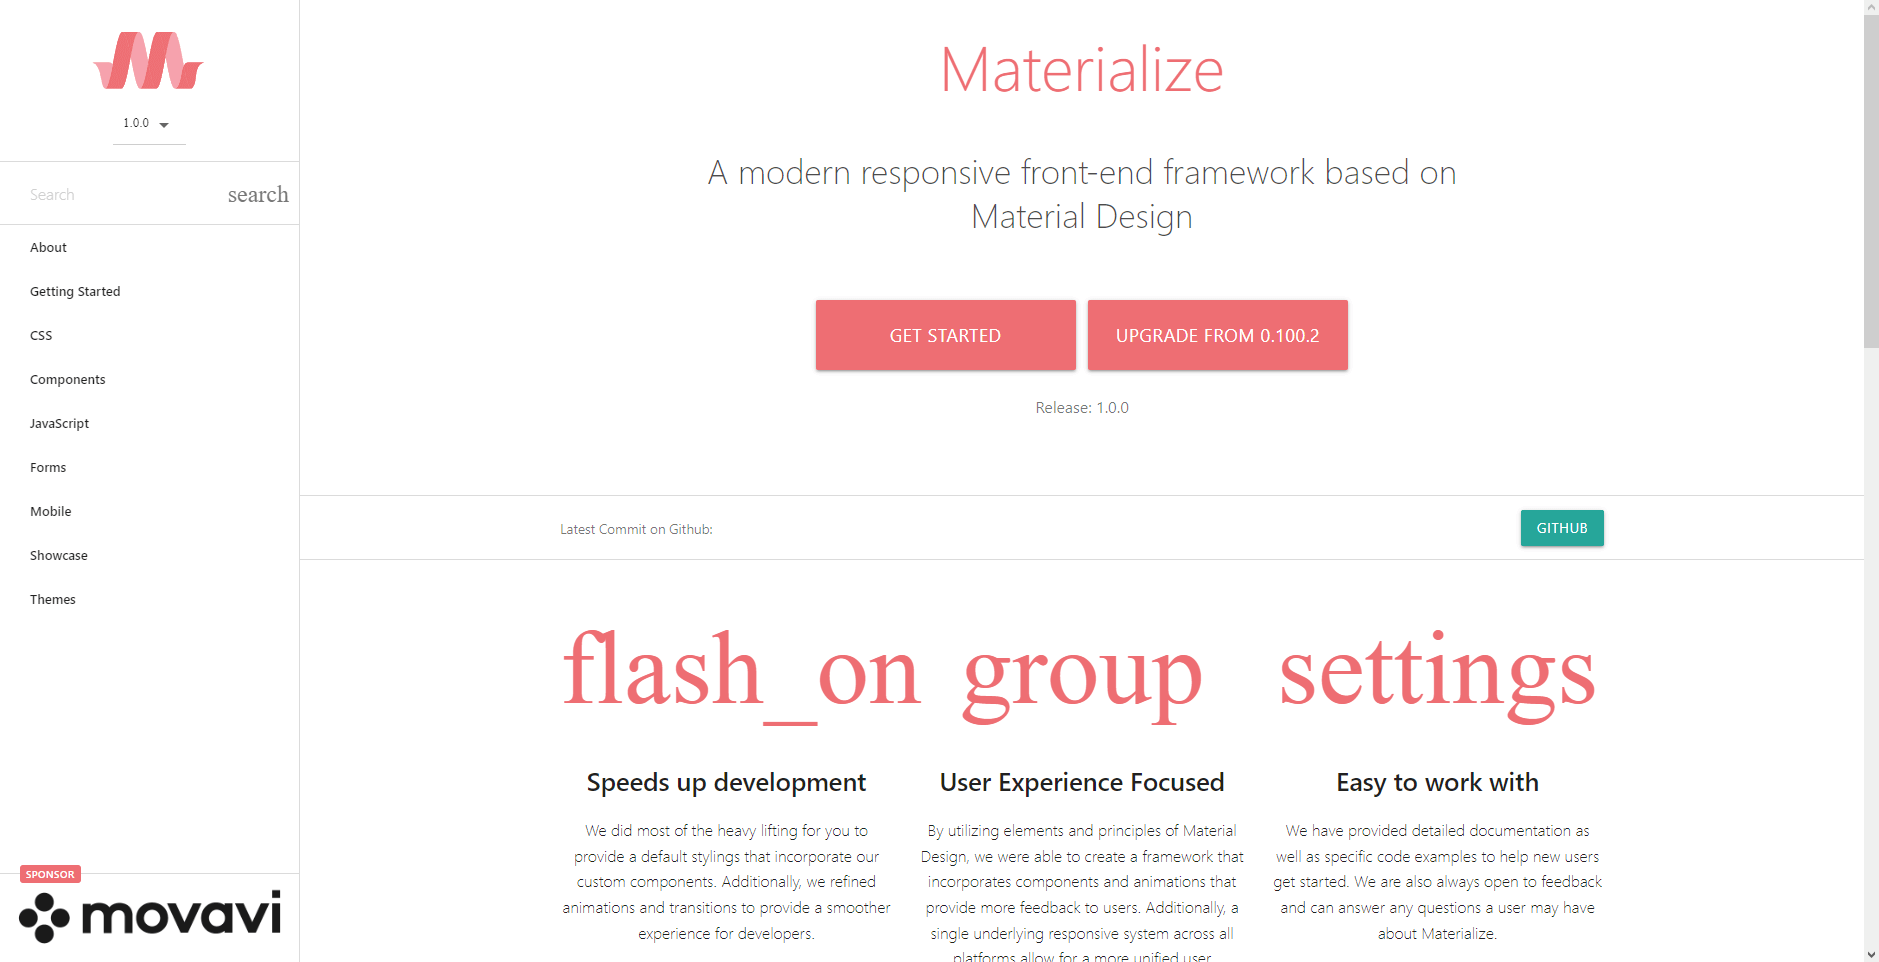 1.0.0
Search
search
About
Getting Started
CSS
Components
JavaScript
Forms
Mobile
Showcase
Themes
SPONSOR
movavi
Materialize
A modern responsive front-end framework based on
Material Design
GET STARTED
UPGRADE FROM 0.100.2
Release: 1.0.0
Latest Commit on Github:
GITHUB
flash_on
Speeds up development
We did most of the heavy lifting for you to
provide a default stylings that incorporate our
custom components. Additionally, we refined
animations and transitions to provide a smoother
experience for developers.
group
User Experience Focused
By utilizing elements and principles of Material
Design, we were able to create a framework that
incorporates components and animations that
provide more feedback to users. Additionally, a
single underlying responsive system across all
platforms allow for a more unified user
settings
Easy to work with
We have provided detailed documentation as
well as specific code examples to help new users
get started. We are also always open to feedback
and can answer any questions a user may have
about Materialize.